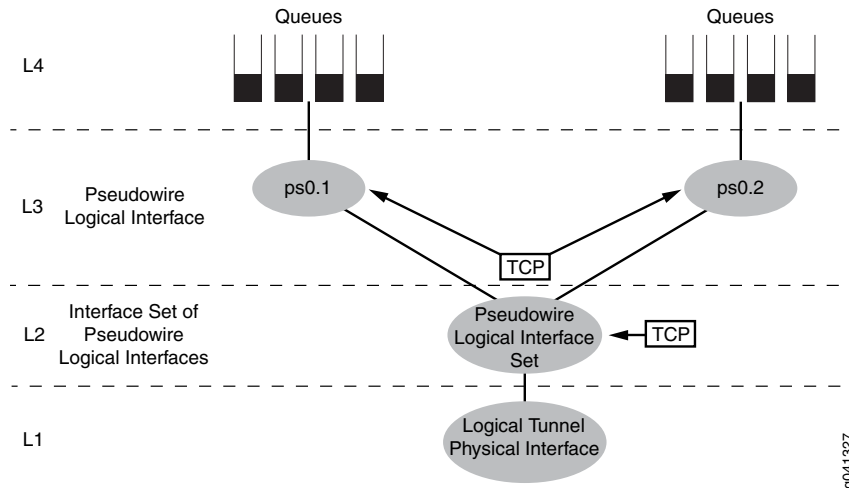 Queues
Queues
L4
L3
Pseudowire
Logical Interface
ps0.1
ps0.2
TCP
L2
Interface Set of
Pseudowire
Logical Interfaces
Pseudowire
Logical Interface
Set
TCP
L1
Logical Tunnel
Physical Interface
g041327